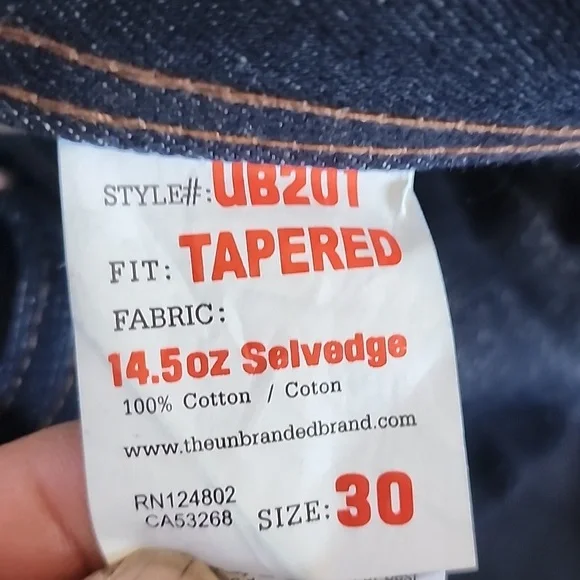 STYLE#:UB201
FIT: TAPERED
FABRIC:
14.5oz Selvedge
100% Cotton / Coton
www.theunbrandedbrand.com
RN124802
CA53268 SIZE:30